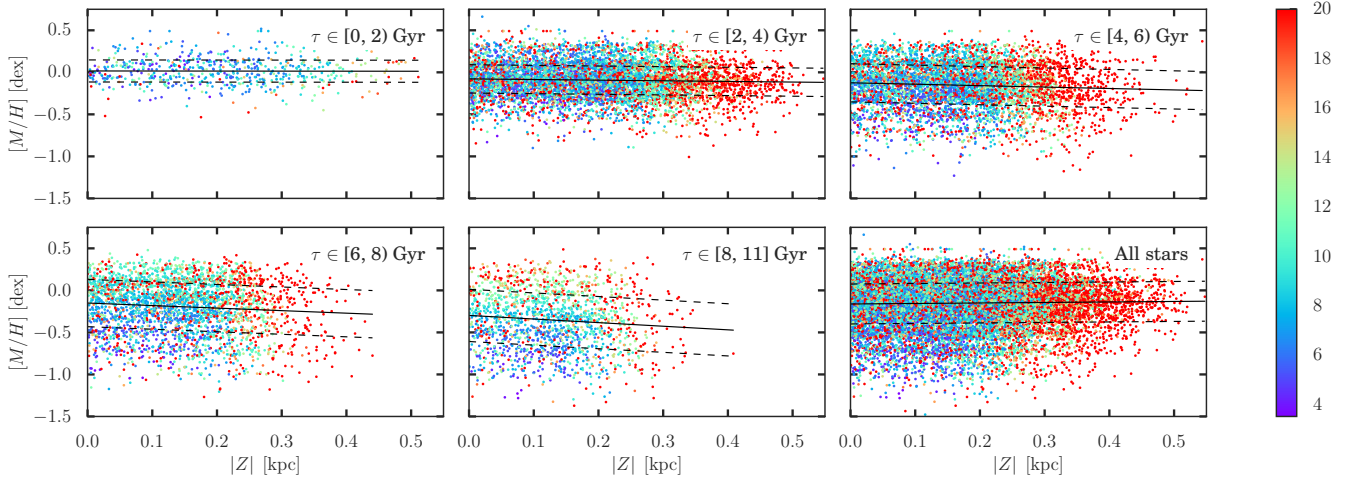 0.5
0.0
−0.5
−1.0
−1.5
[M/H] [dex]
τ ∈ [0, 2) Gyr
τ ∈ [2, 4) Gyr
τ ∈ [4, 6) Gyr
0.5
0.0
−0.5
−1.0
−1.5
[M/H] [dex]
τ ∈ [6, 8) Gyr
τ ∈ [8, 11] Gyr
All stars
0.0 0.1 0.2 0.3 0.4 0.5
|Z| [kpc]
0.0 0.1 0.2 0.3 0.4 0.5
|Z| [kpc]
0.0 0.1 0.2 0.3 0.4 0.5
|Z| [kpc]
20
18
16
14
12
10
8
6
4